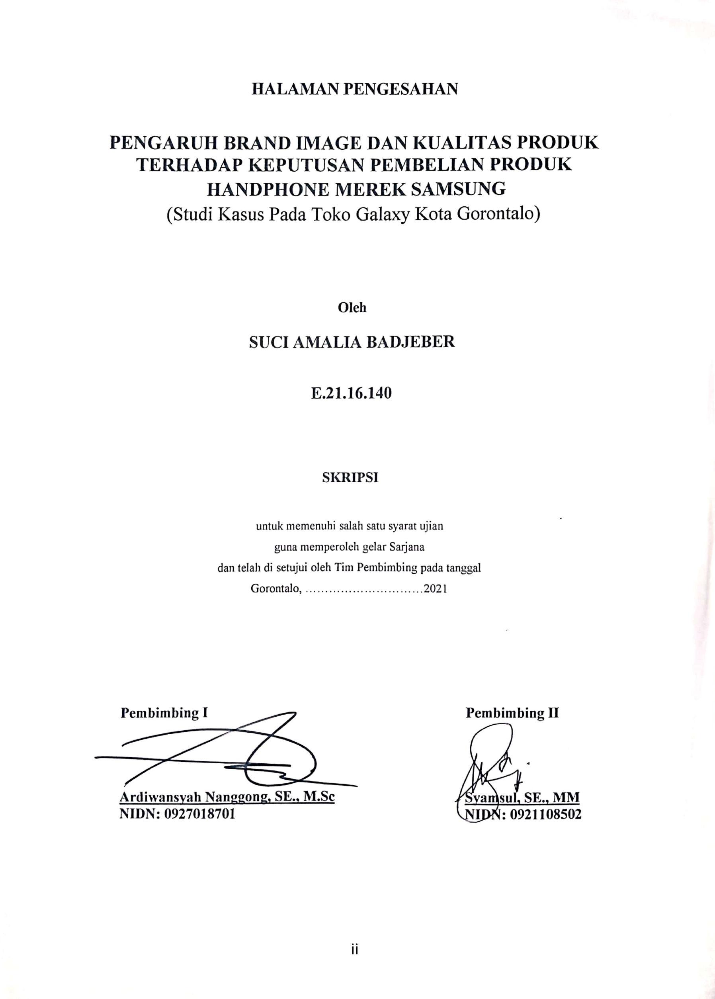 HALAMAN PENGESAHAN
PENGARUH BRAND IMAGE DAN KUALITAS PRODUK
TERHADAP KEPUTUSAN PEMBELIAN PRODUK
HANDPHONE MEREK SAMSUNG
(Studi Kasus Pada Toko Galaxy Kota Gorontalo)
Oleh
SUCI AMALIA BADJEBER
E.21.16.140
SKRIPSI
untuk memenuhi salah satu syarat ujian
guna memperoleh gelar Sarjana
dan telah di setujui oleh Tim Pembimbing pada tanggal
Gorontalo, ...............................2021
Pembimbing I
Ardiwansyah Nanggong, SE., M.Sc
NIDN: 0927018701
Pembimbing II
Syamsul, SE., MM
NIDN: 0921108502
ii